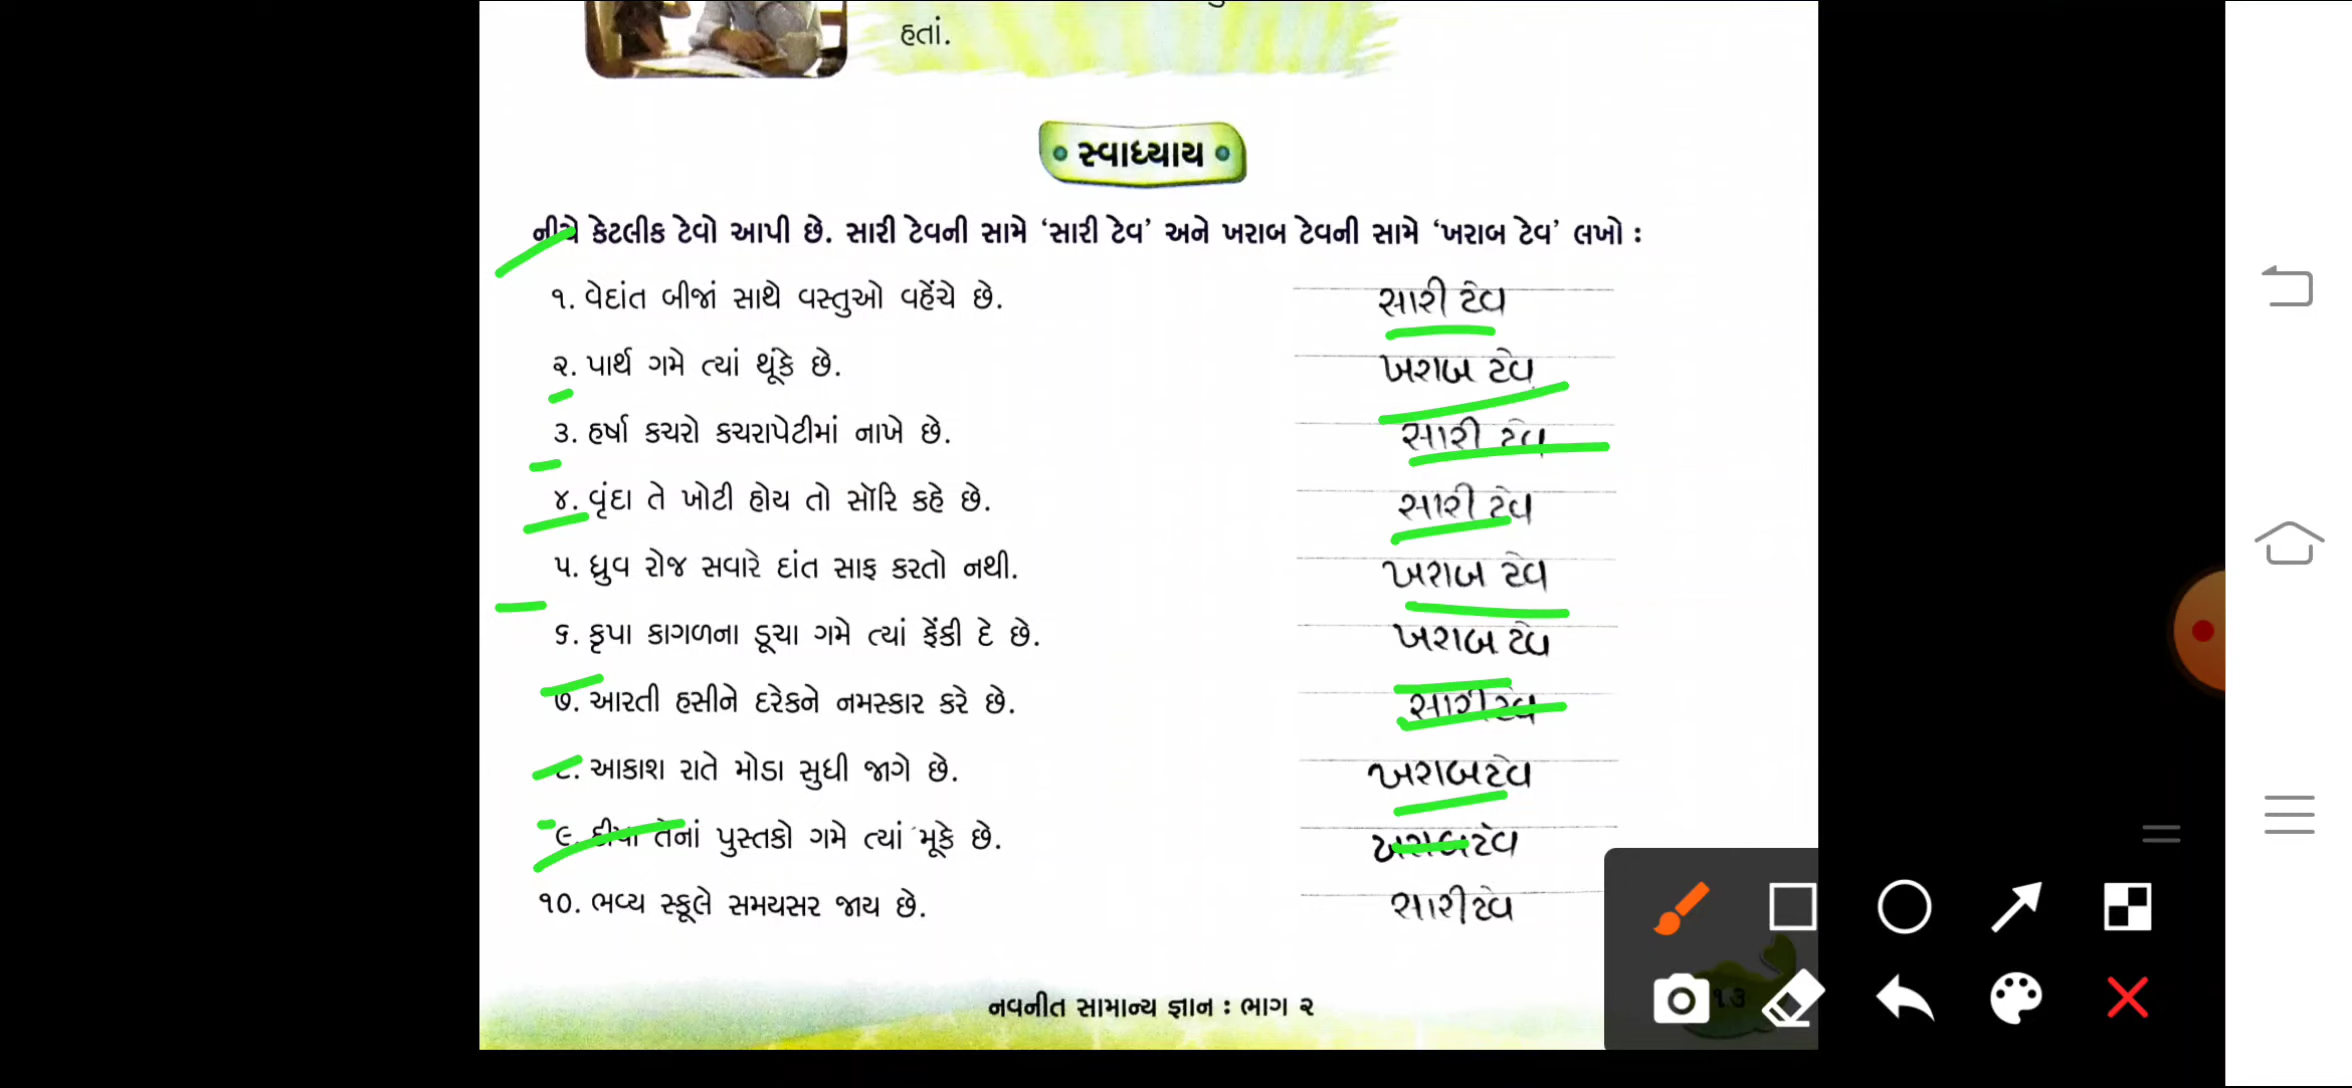 હતાં.
સ્વાધ્યાય
નીચે કેટલીક ટેવો આપી છે. સારી ટેવની સામે ‘સારી ટેવ’ અને ખરાબ ટેવની સામે ‘ખરાબ ટેવ’ લખો :
૧. વેદાંત બીજાં સાથે વસ્તુઓ વહેંચે છે. સારી ટેવ
૨. પાર્થ ગમે ત્યાં થૂંકે છે. ખરાબ ટેવ
૩. હર્ષા કચરો કચરાપેટીમાં નાખે છે. સારી ટેવ
૪. વૃંદા તે ખોટી હોય તો સૉરિ કહે છે. સારી ટેવ
૫. ધ્રુવ રોજ સવારે દાંત સાફ કરતો નથી. ખરાબ ટેવ
૬. કૃપા કાગળના ડૂચા ગમે ત્યાં ફેંકી દે છે. ખરાબ ટેવ
૭. આરતી હસીને દરેકને નમસ્કાર કરે છે. સારી ટેવ
૮. આકાશ રાતે મોડા સુધી જાગે છે. ખરાબ ટેવ
૯. દીપા તેનાં પુસ્તકો ગમે ત્યાં મૂકે છે. ખરાબ ટેવ
૧૦. ભવ્ય સ્કૂલે સમયસર જાય છે. સારી ટેવ
નવનીત સામાન્ય જ્ઞાન : ભાગ ૨
૧૩